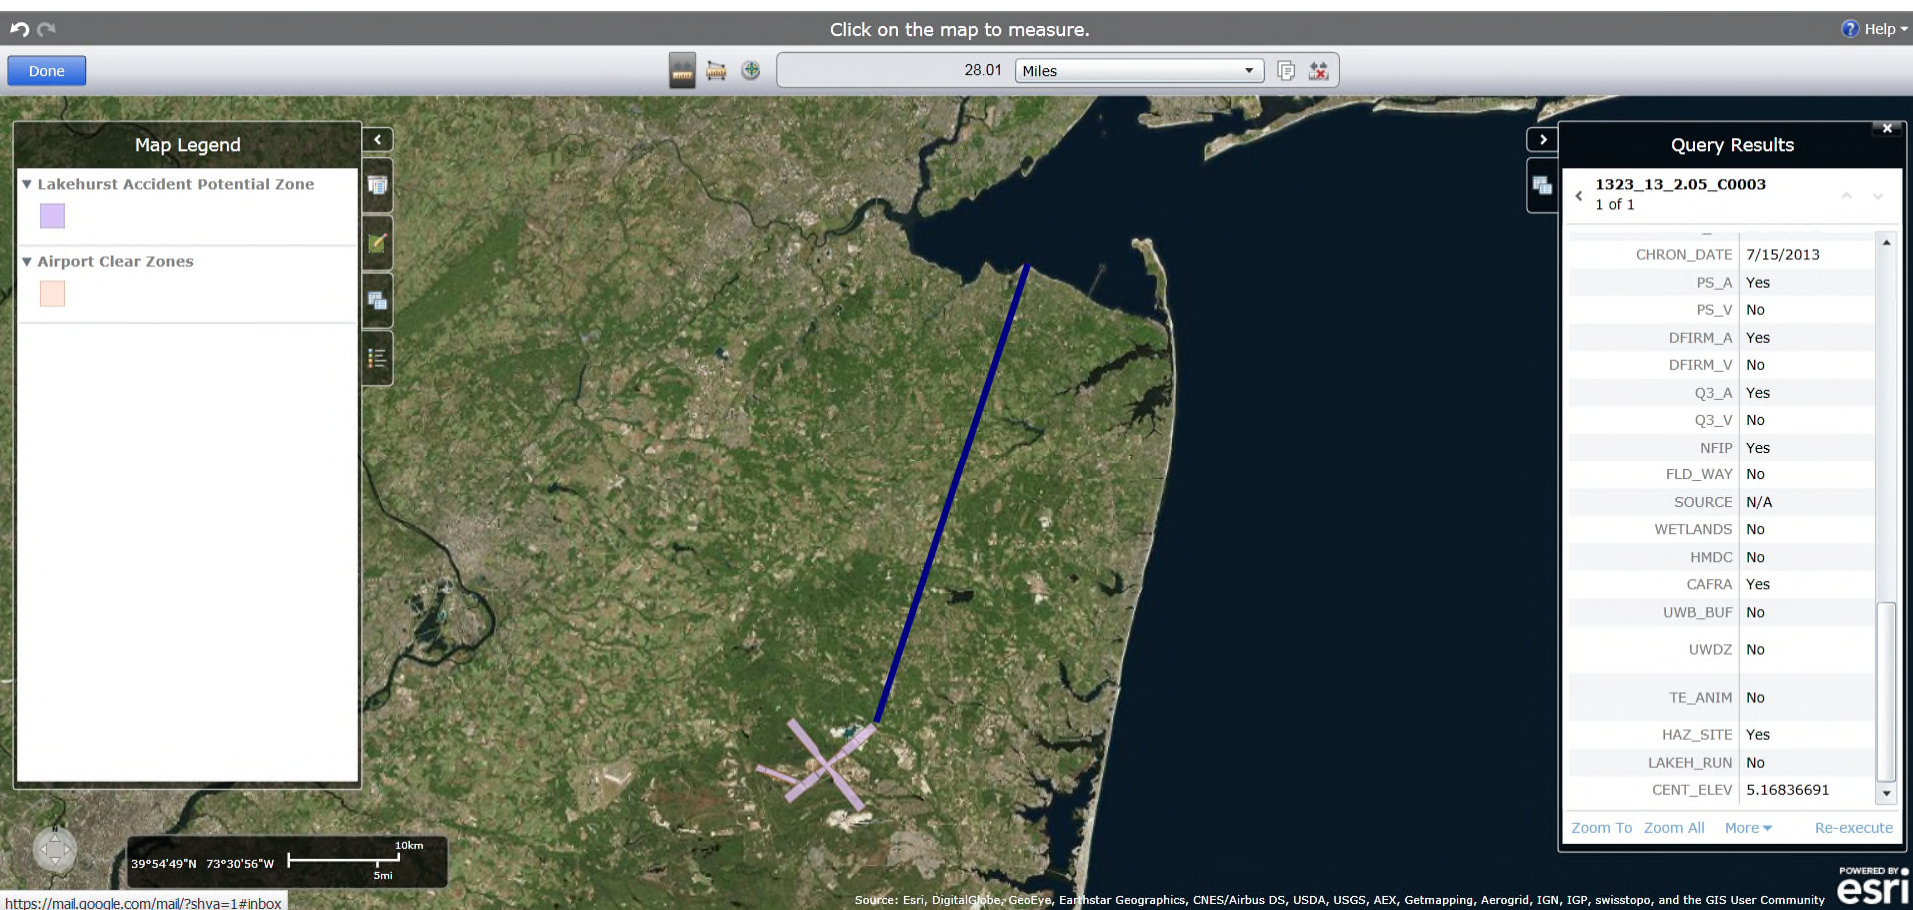 Click on the map to measure.
Help
Done
28.01 Miles
Map Legend
Lakehurst Accident Potential Zone
Airport Clear Zones
Query Results
1323_13_2.05_C0003
1 of 1
CHRON_DATE 7/15/2013
PS_A Yes
PS_V No
DFIRM_A Yes
DFIRM_V No
Q3_A Yes
Q3_V No
NFIP Yes
FLD_WAY No
SOURCE N/A
WETLANDS No
HMDC No
CAFRA Yes
UWB_BUF No
UWDZ No
TE_ANIM No
HAZ_SITE Yes
LAKEH_RUN No
CENT_ELEV 5.16836691
Zoom To Zoom All More Re-execute
N
10km
39°54'49"N 73°30'56"W
5mi
POWERED BY
esri
Source: Esri, DigitalGlobe, GeoEye, Earthstar Geographics, CNES/Airbus DS, USDA, USGS, AEX, Getmapping, Aerogrid, IGN, IGP, swisstopo, and the GIS User Community
https://mail.google.com/mail/?shva=1#inbox